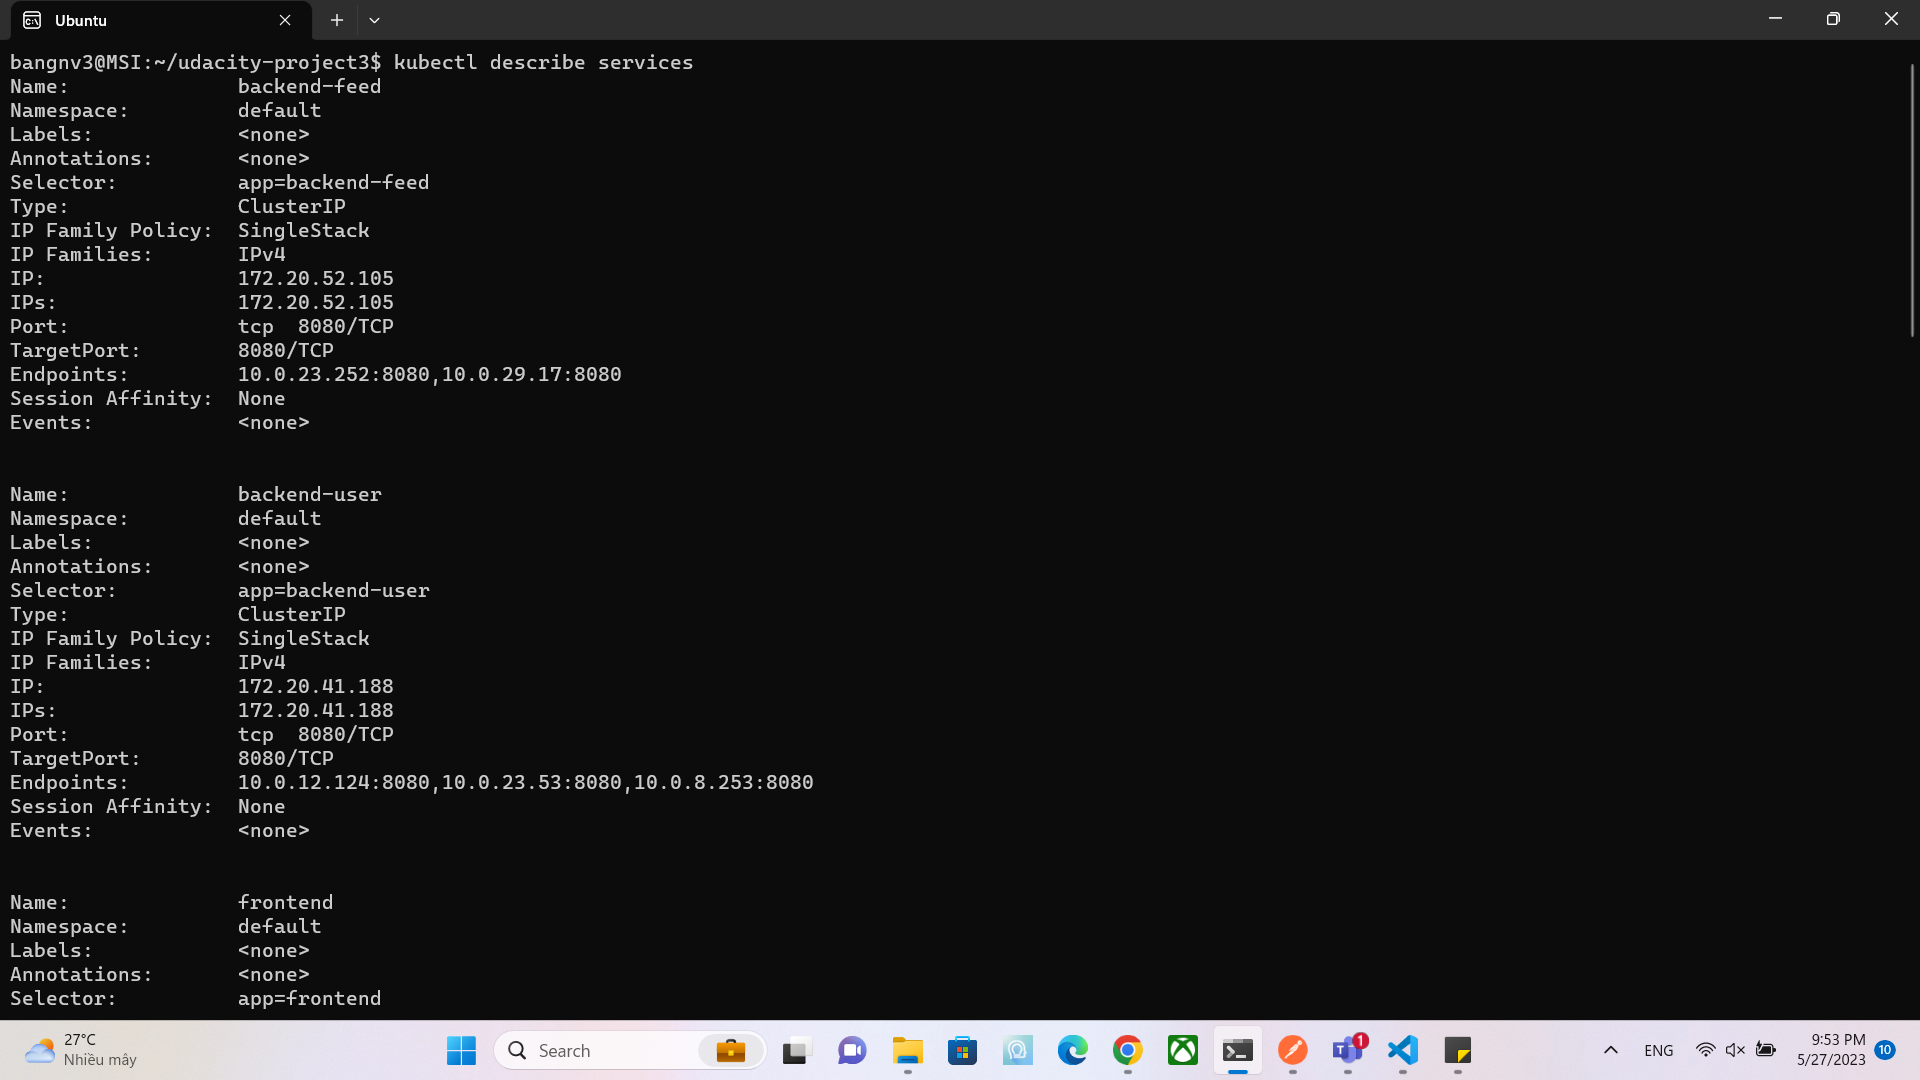 Ubuntu
bangnv3@MSI:~/udacity-project3$ kubectl describe services
Name:              backend-feed
Namespace:         default
Labels:            <none>
Annotations:       <none>
Selector:          app=backend-feed
Type:              ClusterIP
IP Family Policy:  SingleStack
IP Families:       IPv4
IP:                172.20.52.105
IPs:               172.20.52.105
Port:              tcp  8080/TCP
TargetPort:        8080/TCP
Endpoints:         10.0.23.252:8080,10.0.29.17:8080
Session Affinity:  None
Events:            <none>
Name:              backend-user
Namespace:         default
Labels:            <none>
Annotations:       <none>
Selector:          app=backend-user
Type:              ClusterIP
IP Family Policy:  SingleStack
IP Families:       IPv4
IP:                172.20.41.188
IPs:               172.20.41.188
Port:              tcp  8080/TCP
TargetPort:        8080/TCP
Endpoints:         10.0.12.124:8080,10.0.23.53:8080,10.0.8.253:8080
Session Affinity:  None
Events:            <none>
Name:              frontend
Namespace:         default
Labels:            <none>
Annotations:       <none>
Selector:          app=frontend
27°C
Nhiều mây
Search
1
ENG
9:53 PM
5/27/2023
10